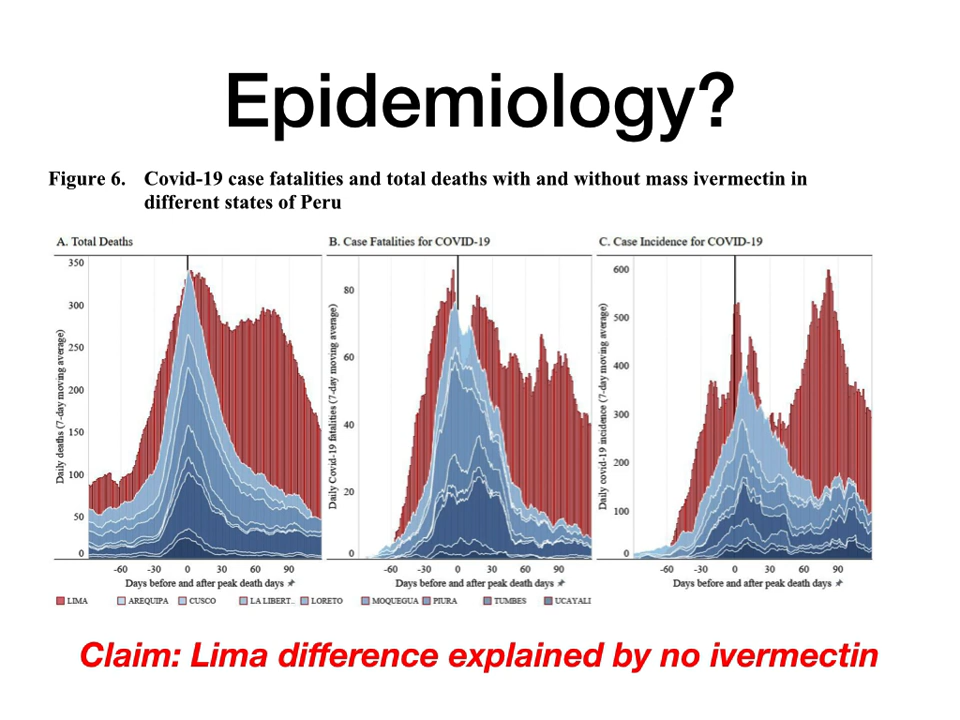 Epidemiology?
Figure 6. Covid-19 case fatalities and total deaths with and without mass ivermectin in
different states of Peru
A. Total Deaths
B. Case Fatalities for COVID-19
C. Case Incidence for COVID-19
Daily deaths (7-day moving average)
350
300
250
200
150
100
50
0
-60 -30 0 30 60 90
Days before and after peak death days
Daily Covid-19 fatalities (7-day moving average)
80
60
40
20
0
-60 -30 0 30 60 90
Days before and after peak death days
Daily covid-19 incidence (7-day moving average)
600
500
400
300
200
100
0
-60 -30 0 30 60 90
Days before and after peak death days
LIMA AREQUIPA CUSCO LA LIBERT.. LORETO MOQUEGUA PIURA TUMBES UCAYALI
Claim: Lima difference explained by no ivermectin